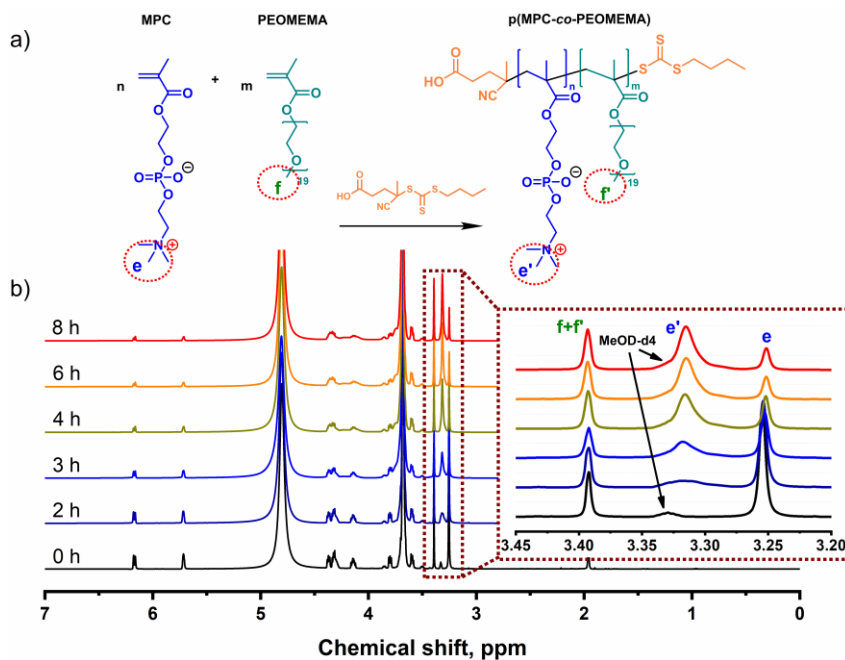 MPC PEOMEMA p(MPC-co-PEOMEMA)
a)
n + m
O O
O O
O
19
f
O
O=P-O ⊖
O
N ⊕
e
HO O NC S S S
HO O NC n m S S S
O O O O
O O
19
f'
O
O=P-O ⊖
O
N ⊕
e'
b)
8 h
6 h
4 h
3 h
2 h
0 h
f+f' e' e
MeOD-d4
3.45 3.40 3.35 3.30 3.25 3.20
7 6 5 4 3 2 1 0
Chemical shift, ppm